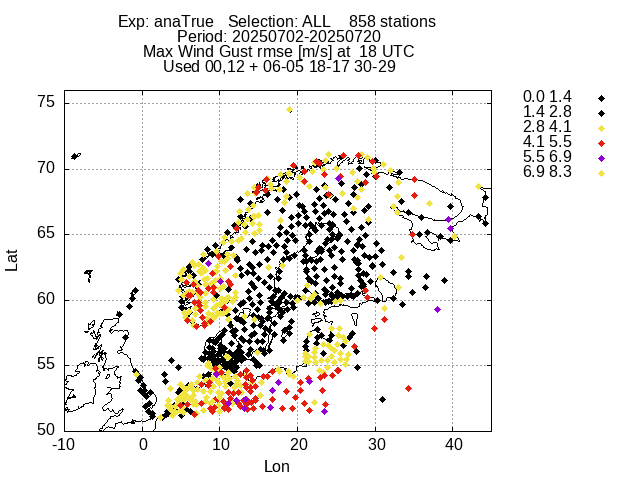 Exp: anaTrue   Selection: ALL    858 stations
Period: 20250702-20250720
Max Wind Gust rmse [m/s] at  18 UTC
Used 00,12 + 06-05 18-17 30-29
75
70
65
60
55
50
-10 0 10 20 30 40
Lat
Lon
0.0 1.4
1.4 2.8
2.8 4.1
4.1 5.5
5.5 6.9
6.9 8.3